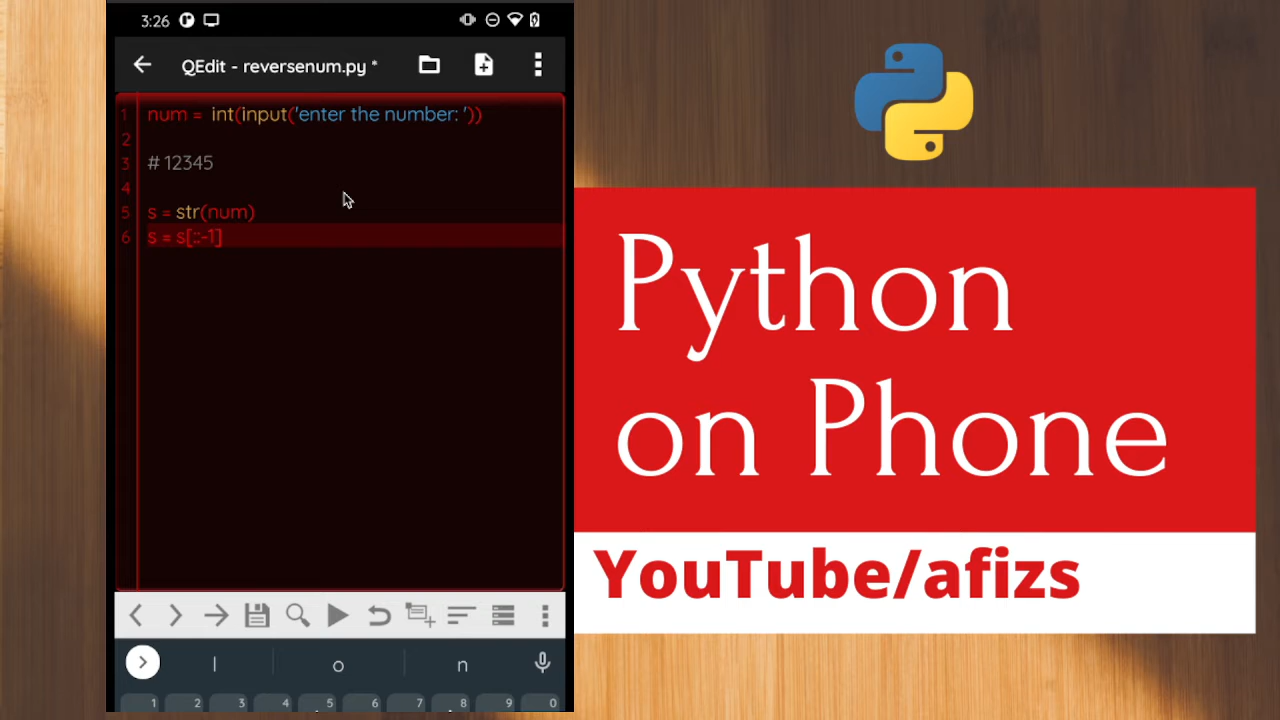 3:26
QEdit - reversenum.py *
1 num = int(input('enter the number: '))
2
3 # 12345
4
5 s = str(num)
6 s = s[::-1]
l o n
1 2 3 4 5 6 7 8 9 0
Python
on Phone
YouTube/afizs